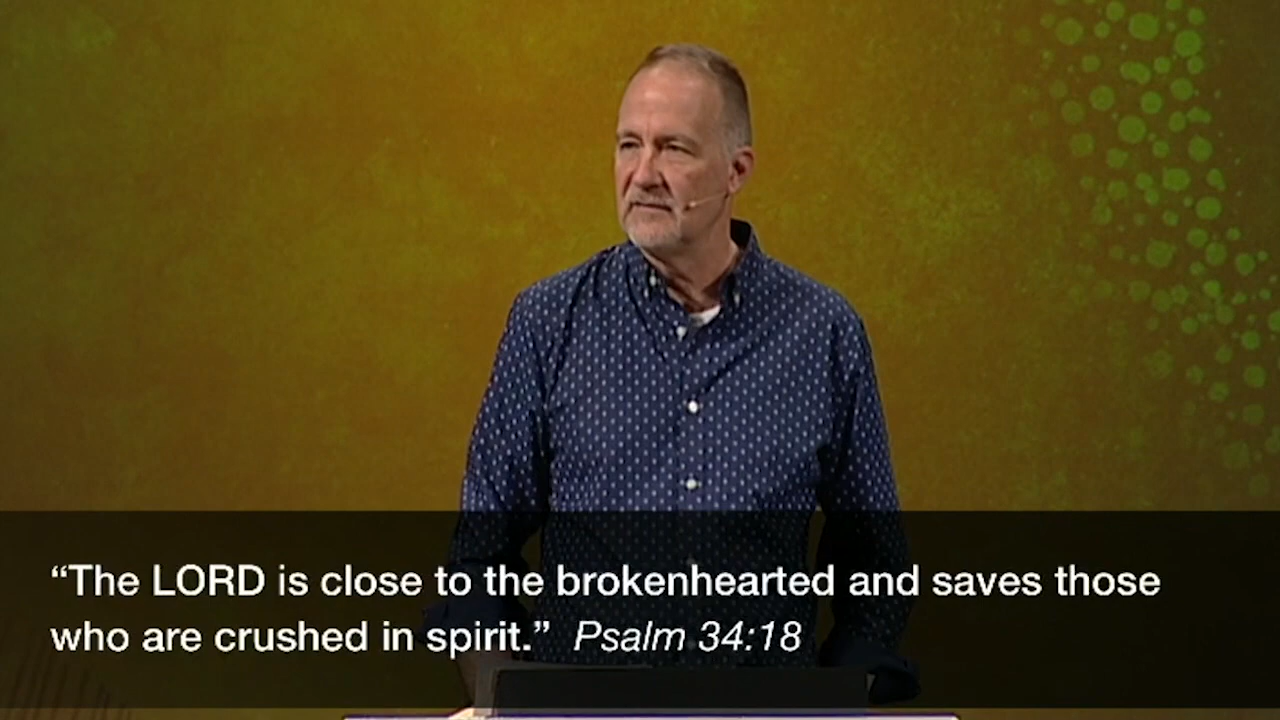 “The LORD is close to the brokenhearted and saves those
who are crushed in spirit.” Psalm 34:18